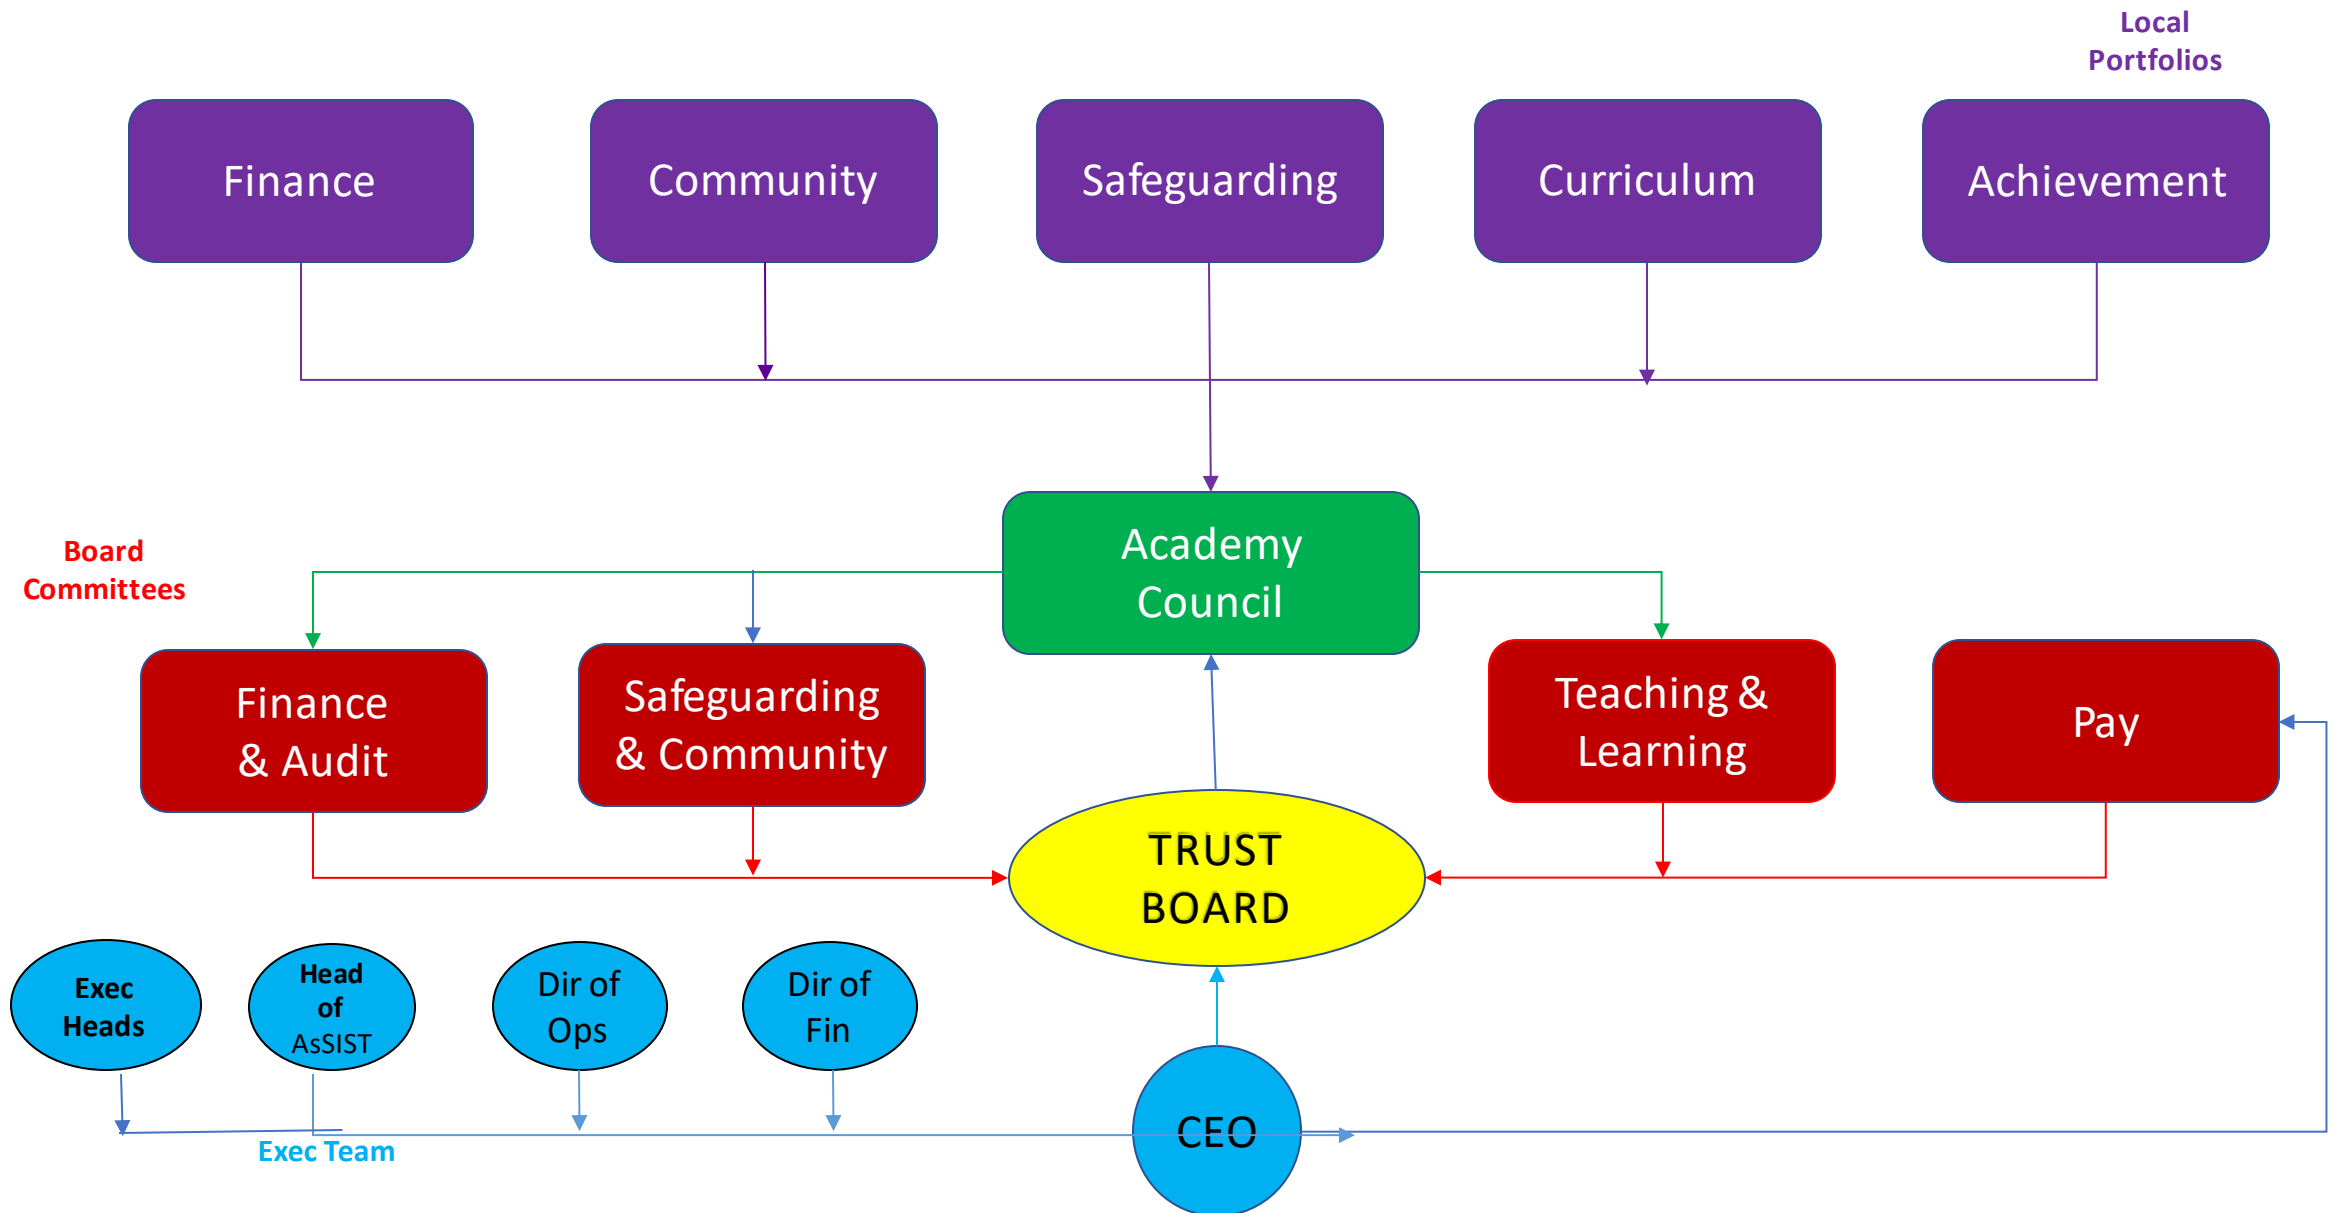 Local
Portfolios
Finance
Community
Safeguarding
Curriculum
Achievement
Academy
Council
Board
Committees
Finance
& Audit
Safeguarding
& Community
Teaching &
Learning
Pay
TRUST
BOARD
Exec
Heads
Head
of
AsSIST
Dir of
Ops
Dir of
Fin
CEO
Exec Team